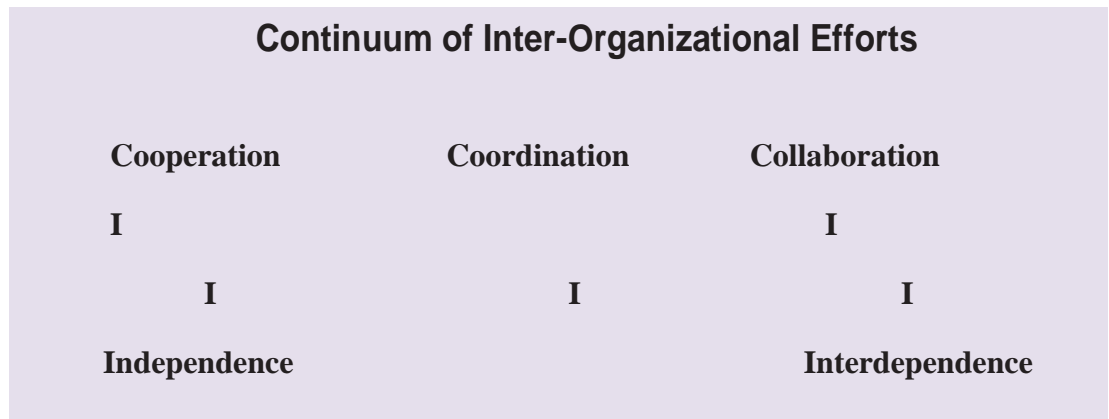 Continuum of Inter-Organizational Efforts
Cooperation Coordination Collaboration
I I
I I I
Independence Interdependence